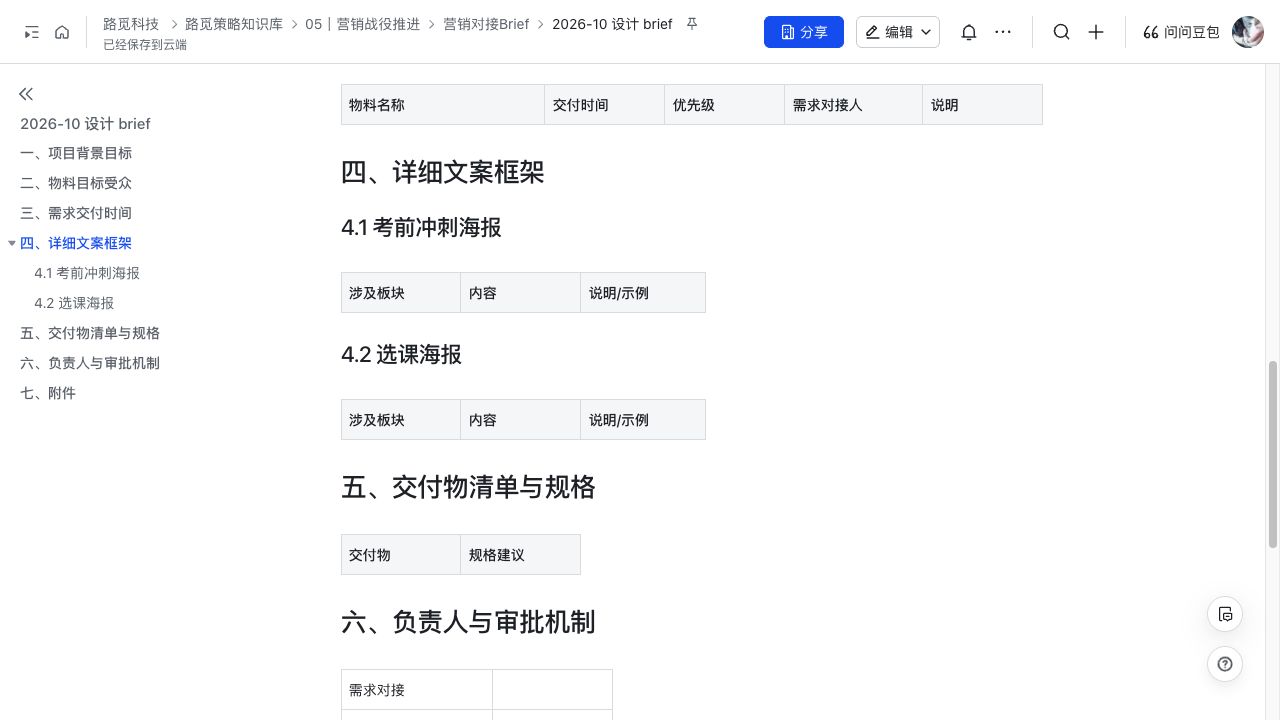 路觅科技 路觅策略知识库 05 | 营销战役推进 营销对接Brief 2026-10 设计 brief
已经保存到云端
分享 编辑 问问豆包
2026-10 设计 brief
一、项目背景目标
二、物料目标受众
三、需求交付时间
四、详细文案框架
4.1 考前冲刺海报
4.2 选课海报
五、交付物清单与规格
六、负责人与审批机制
七、附件
物料名称 交付时间 优先级 需求对接人 说明
四、详细文案框架
4.1 考前冲刺海报
涉及板块 内容 说明/示例
4.2 选课海报
涉及板块 内容 说明/示例
五、交付物清单与规格
交付物 规格建议
六、负责人与审批机制
需求对接